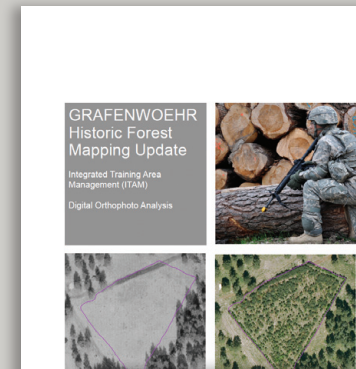 GRAFENWOEHR
Historic Forest
Mapping Update
Integrated Training Area
Management (ITAM)
Digital Orthophoto Analysis